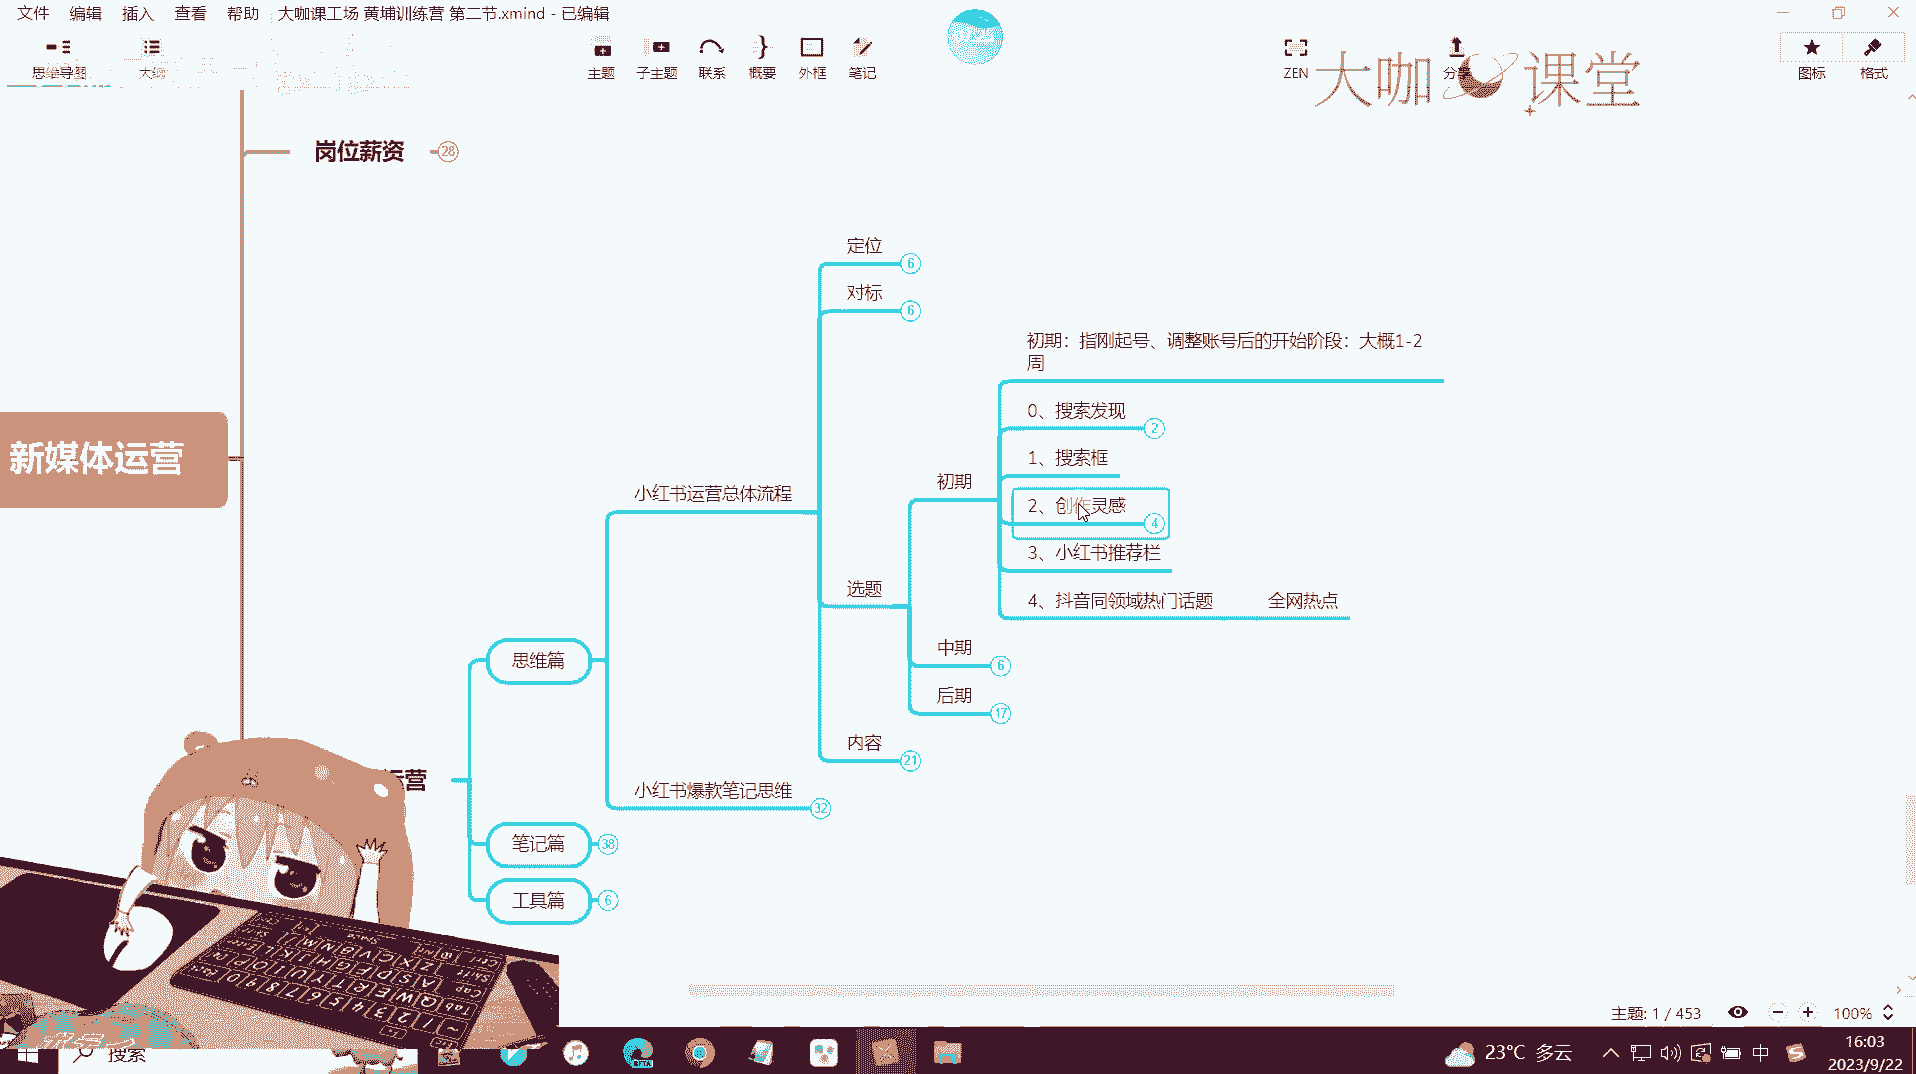 文件 编辑 插入 查看 帮助 大咖课工场 黄埔训练营 第二节.xmind - 已编辑
思维导图 大纲 主题 子主题 联系 概要 外框 笔记 ZEN 分享 图标 格式
大咖 课堂
岗位薪资 28
定位 6
对标 6
初期：指刚起号、调整账号后的开始阶段：大概1-2
周
0、搜索发现 2
1、搜索框
新媒体运营
初期
小红书运营总体流程
2、创作灵感 4
3、小红书推荐栏
选题
4、抖音同领域热门话题 全网热点
中期 6
思维篇
后期 17
内容 21
运营
小红书爆款笔记思维 32
笔记篇 38
工具篇 6
主题: 1 / 453 100%
搜索
BETA
23°C 多云 中
16:03
2023/9/22